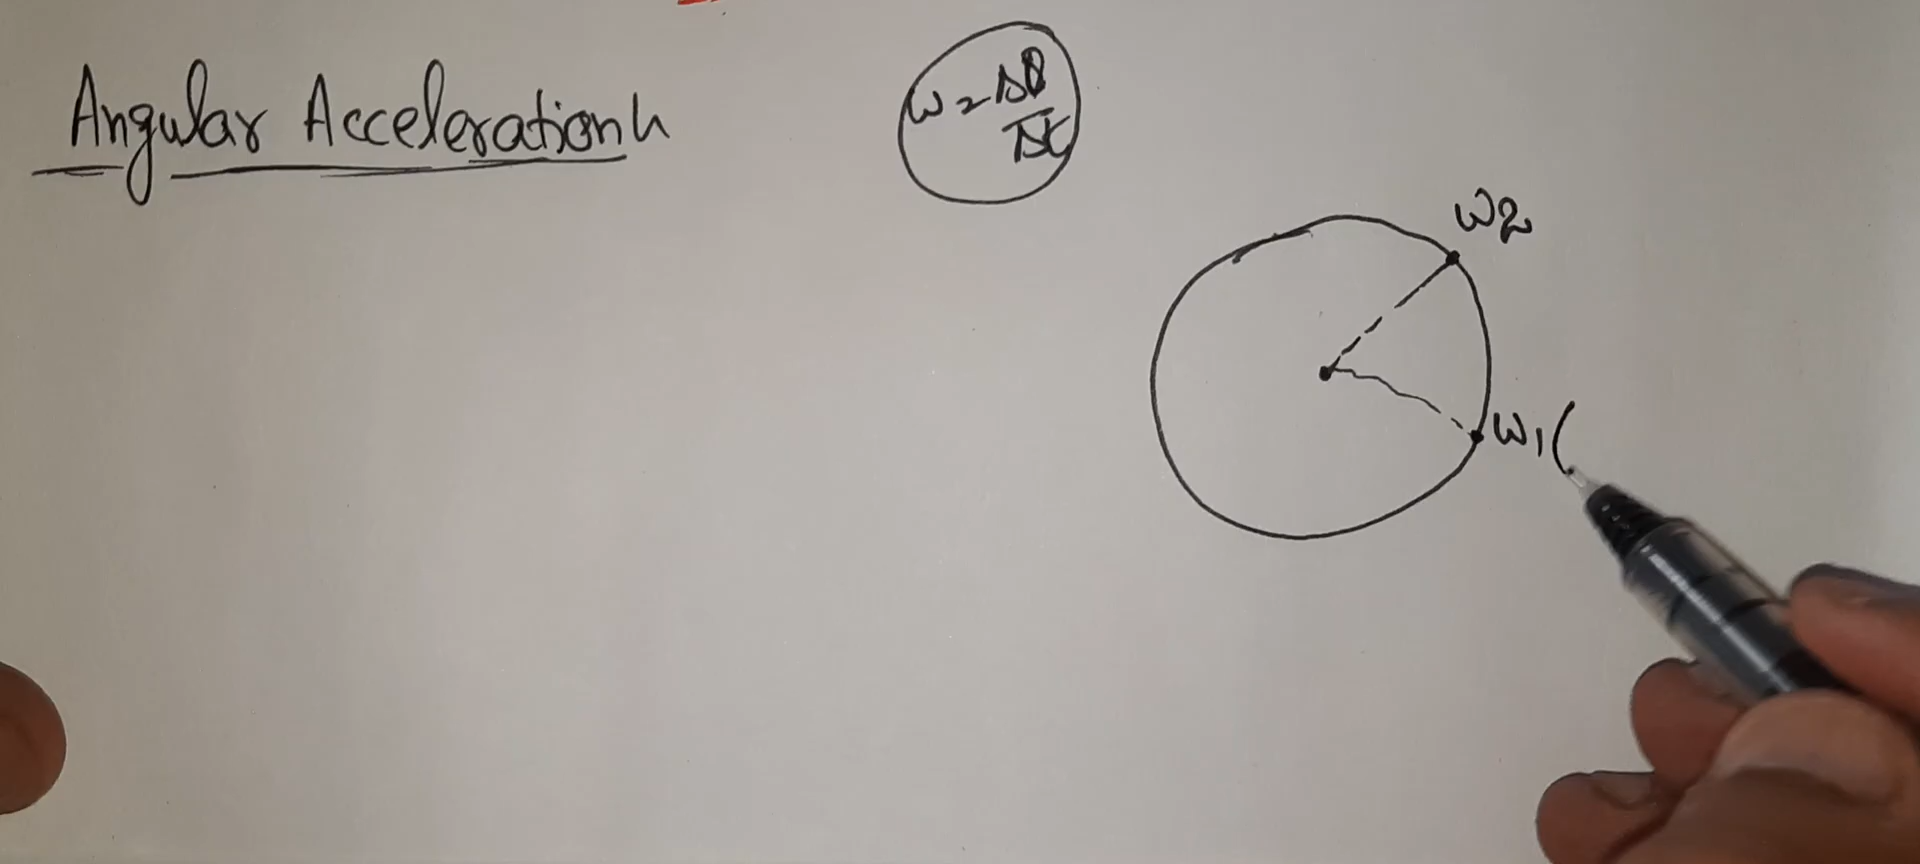 Angular Acceleration
ω = Δθ
Δt
ω2
ω1(